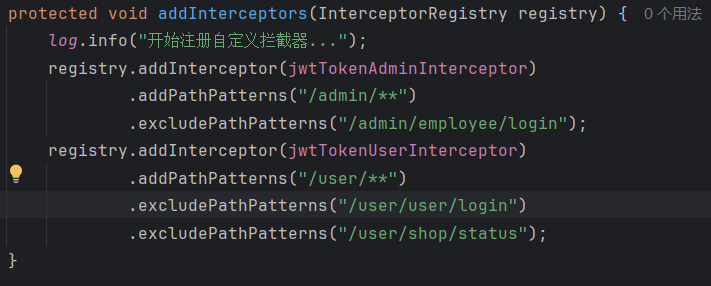 protected void addInterceptors(InterceptorRegistry registry) { 0 个用法
log.info("开始注册自定义拦截器...");
registry.addInterceptor(jwtTokenAdminInterceptor)
.addPathPatterns("/admin/**")
.excludePathPatterns("/admin/employee/login");
registry.addInterceptor(jwtTokenUserInterceptor)
.addPathPatterns("/user/**")
.excludePathPatterns("/user/user/login")
.excludePathPatterns("/user/shop/status");
}